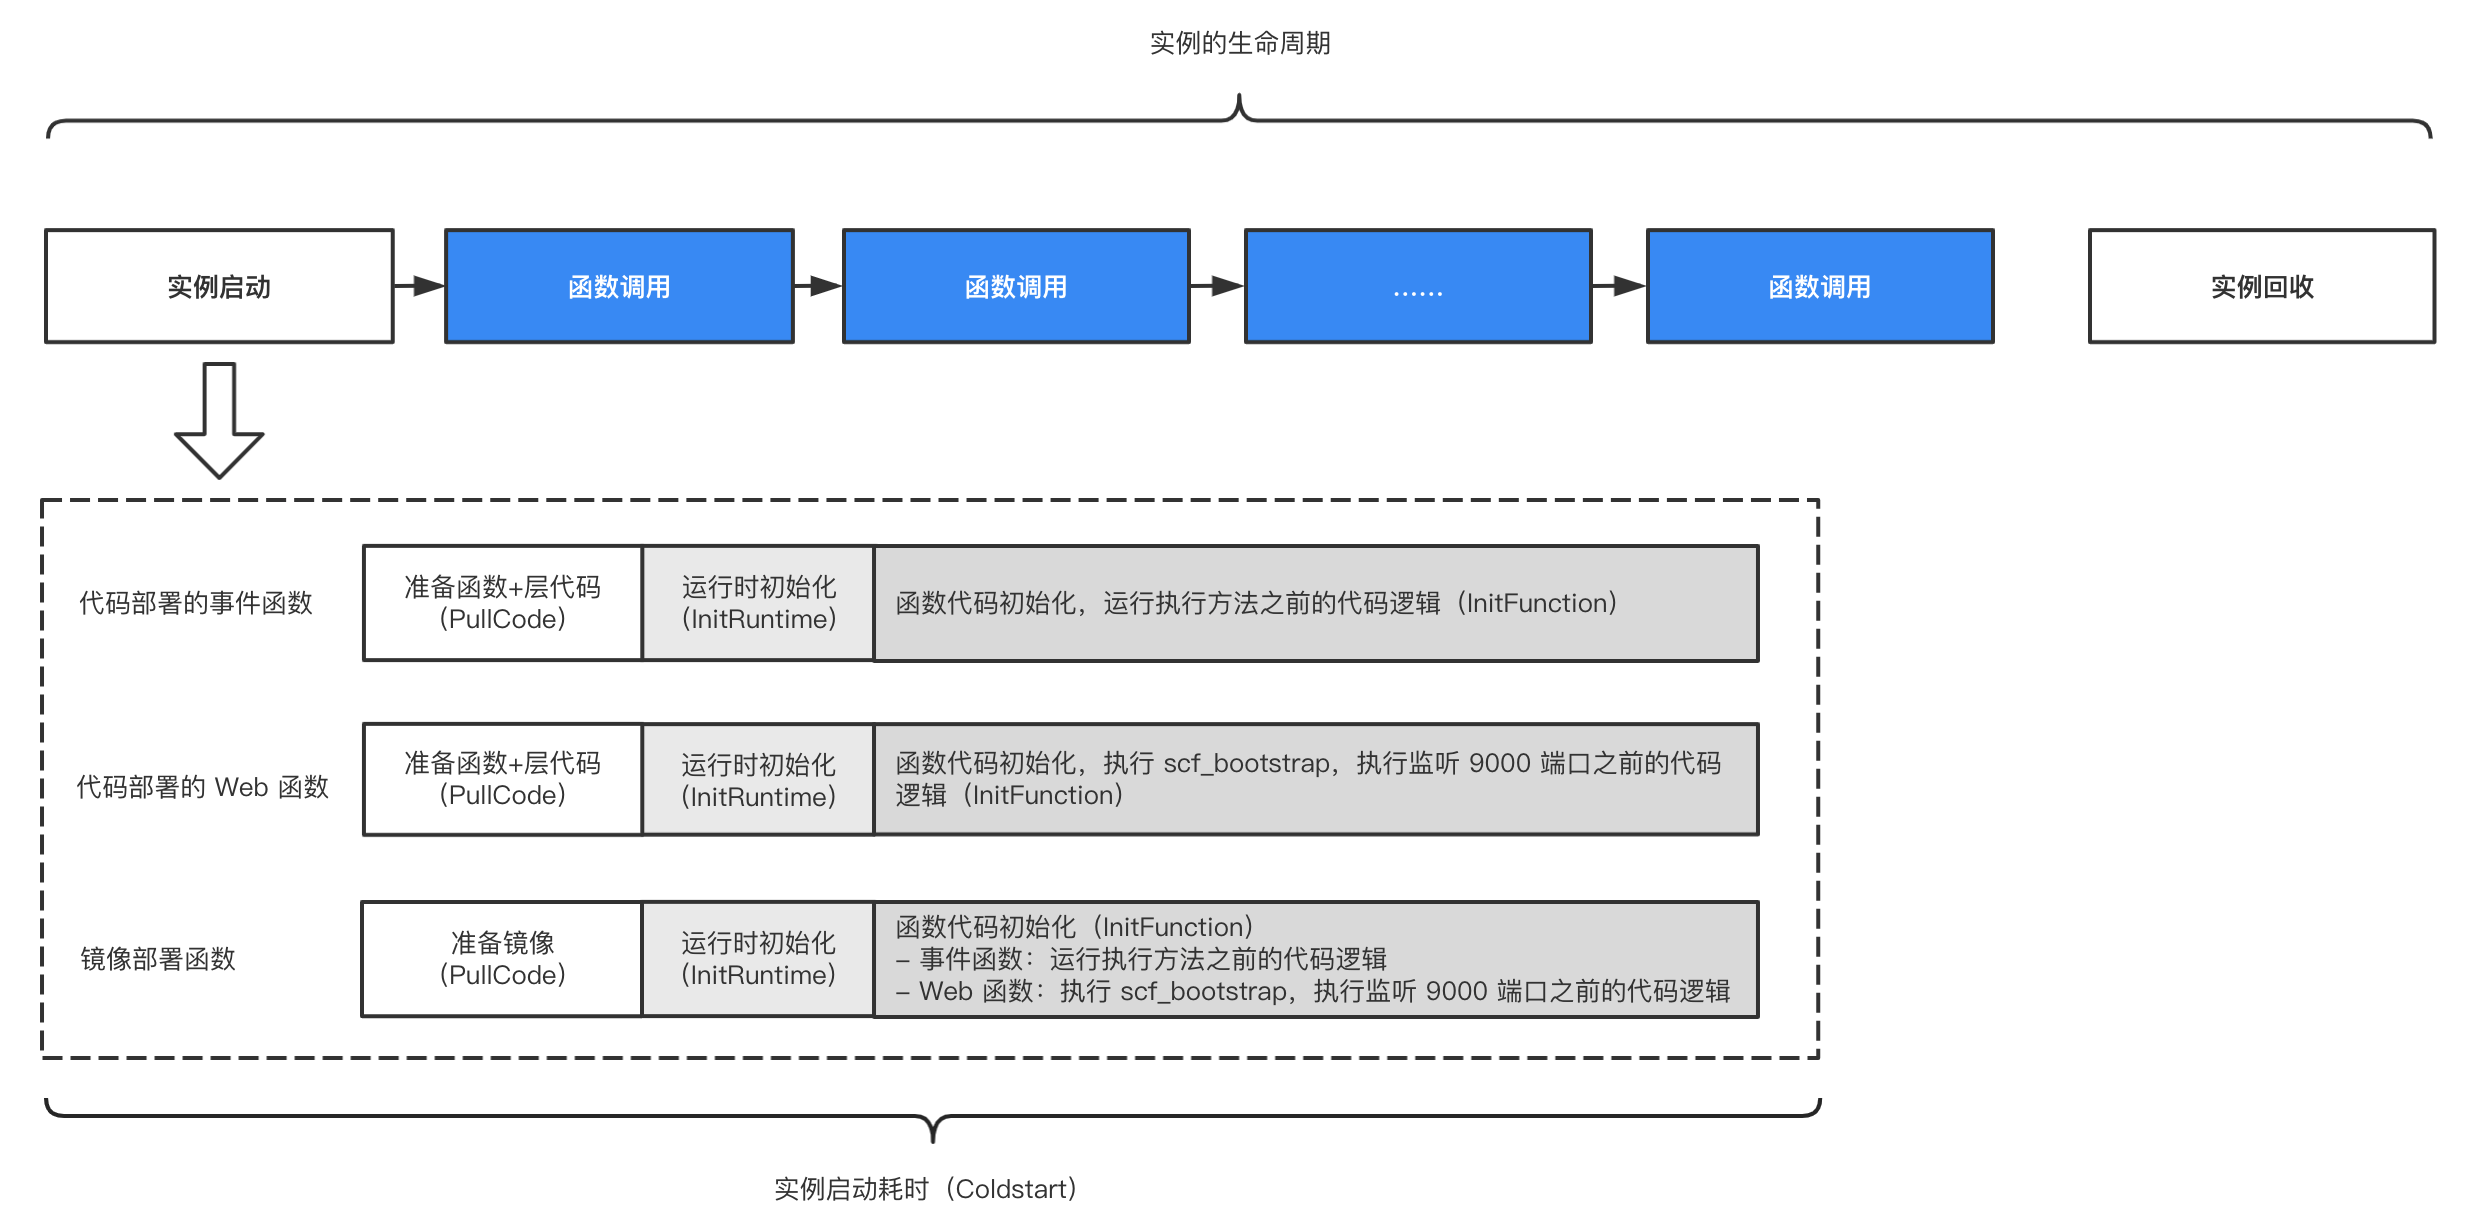 实例的生命周期
实例启动
函数调用
函数调用
......
函数调用
实例回收
代码部署的事件函数
准备函数+层代码
（PullCode）
运行时初始化
（InitRuntime）
函数代码初始化，运行执行方法之前的代码逻辑（InitFunction）
代码部署的 Web 函数
准备函数+层代码
（PullCode）
运行时初始化
（InitRuntime）
函数代码初始化，执行 scf_bootstrap，执行监听 9000 端口之前的代码
逻辑（InitFunction）
镜像部署函数
准备镜像
（PullCode）
运行时初始化
（InitRuntime）
函数代码初始化（InitFunction）
– 事件函数：运行执行方法之前的代码逻辑
– Web 函数：执行 scf_bootstrap，执行监听 9000 端口之前的代码逻辑
实例启动耗时（Coldstart）